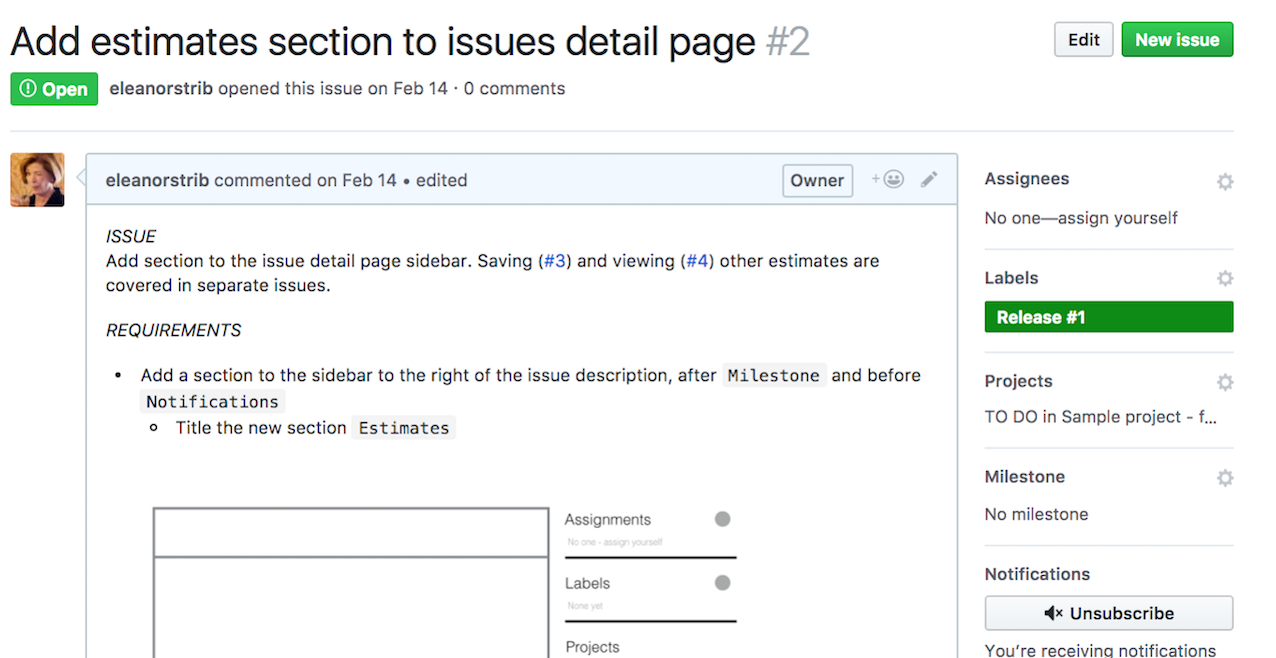 Add estimates section to issues detail page #2
Edit
New issue
Open
eleanorstrib opened this issue on Feb 14 · 0 comments
eleanorstrib commented on Feb 14 • edited
Owner
ISSUE
Add section to the issue detail page sidebar. Saving (#3) and viewing (#4) other estimates are
covered in separate issues.
REQUIREMENTS
• Add a section to the sidebar to the right of the issue description, after Milestone and before
Notifications
Title the new section Estimates
Assignments
No one - assign yourself
Labels
None yet
Projects
Assignees
No one—assign yourself
Labels
Release #1
Projects
TO DO in Sample project - f...
Milestone
No milestone
Notifications
Unsubscribe
You're receiving notifications